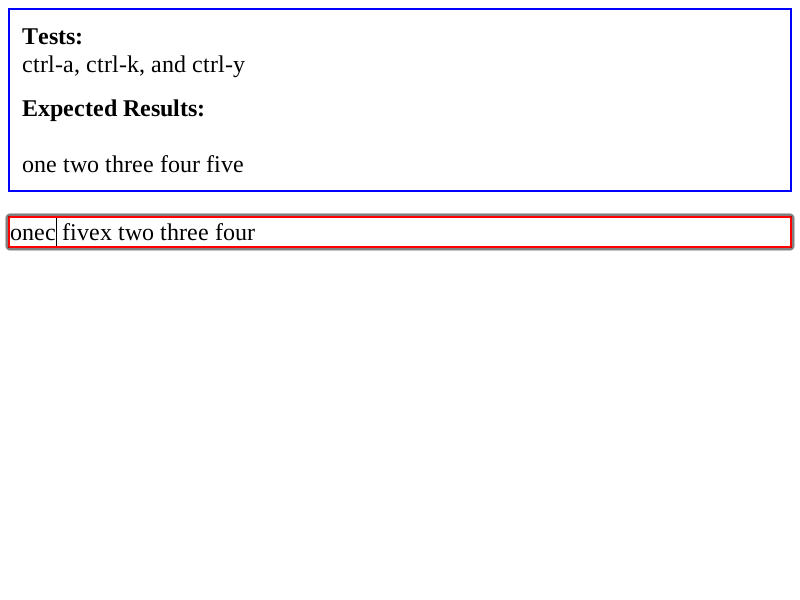 Tests:
ctrl-a, ctrl-k, and ctrl-y
Expected Results:
one two three four five
onec fivex two three four